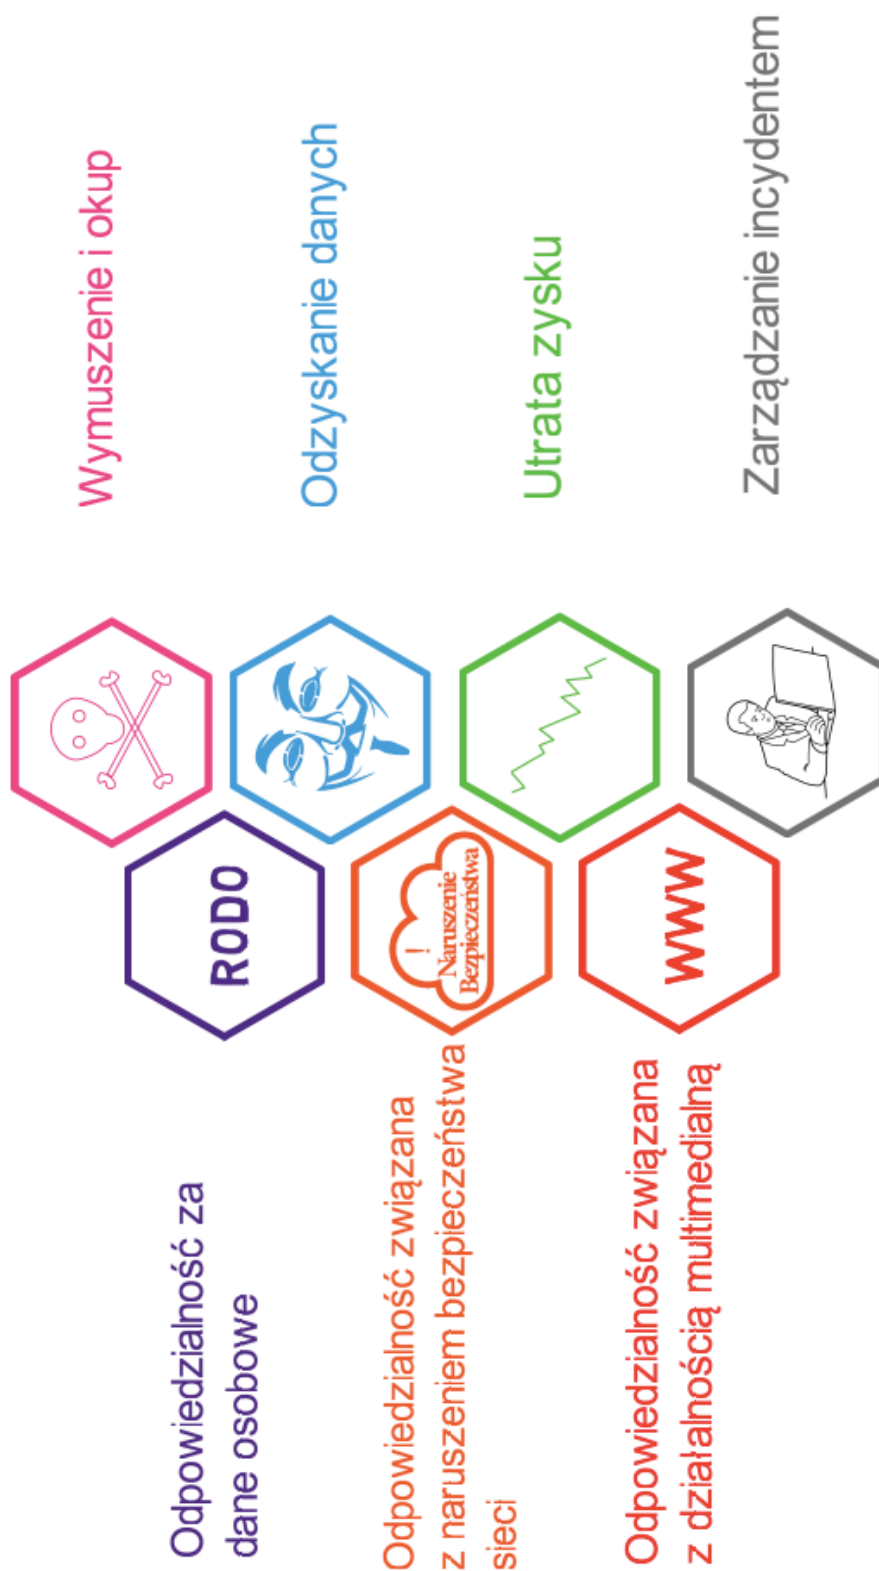 Wymuszenie i okup
Odzyskanie danych
Utrata zysku
Zarządzanie incydentem
RODO
!
Naruszenie
Bezpieczeństwa
WWW
Odpowiedzialność za
dane osobowe
Odpowiedzialność związana
z naruszeniem bezpieczeństwa
sieci
Odpowiedzialność związana
z działalnością multimedialną